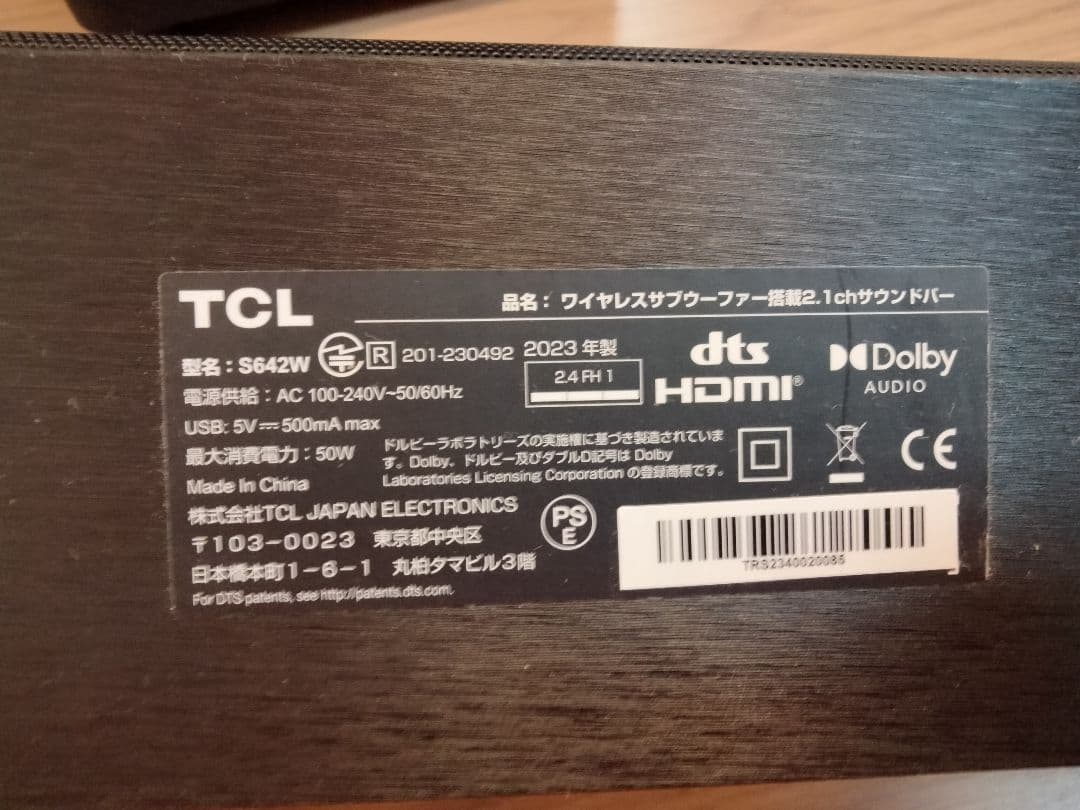 TCL
品名：ワイヤレスサブウーファー搭載2.1chサウンドバー
型名：S642W
R 201-230492 2023 年製
2.4 FH 1
dts
HDMI®
Dolby
AUDIO
電源供給：AC 100-240V~50/60Hz
USB: 5V⎓500mA max
最大消費電力：50W
Made in China
ドルビーラボラトリーズの実施権に基づき製造されていま
す。Dolby、ドルビー及びダブルD記号は Dolby
Laboratories Licensing Corporation の登録商標です。
CE
株式会社TCL JAPAN ELECTRONICS
〒103-0023 東京都中央区
日本橋本町1-6-1 丸柏タマビル3階
For DTS patents, see http://patents.dts.com.
PS
E
TRS2340020085